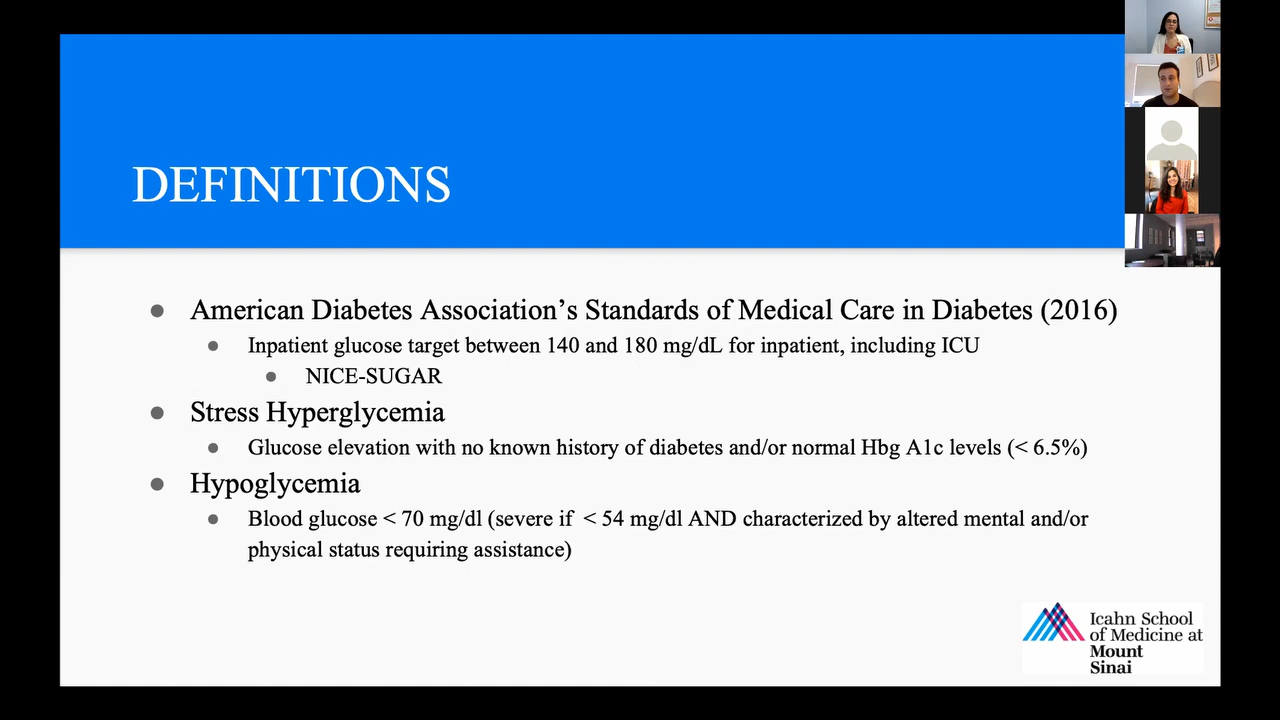 DEFINITIONS
American Diabetes Association’s Standards of Medical Care in Diabetes (2016)
Inpatient glucose target between 140 and 180 mg/dL for inpatient, including ICU
NICE-SUGAR
Stress Hyperglycemia
Glucose elevation with no known history of diabetes and/or normal Hbg A1c levels (< 6.5%)
Hypoglycemia
Blood glucose < 70 mg/dl (severe if < 54 mg/dl AND characterized by altered mental and/or
physical status requiring assistance)
Icahn School
of Medicine at
Mount
Sinai